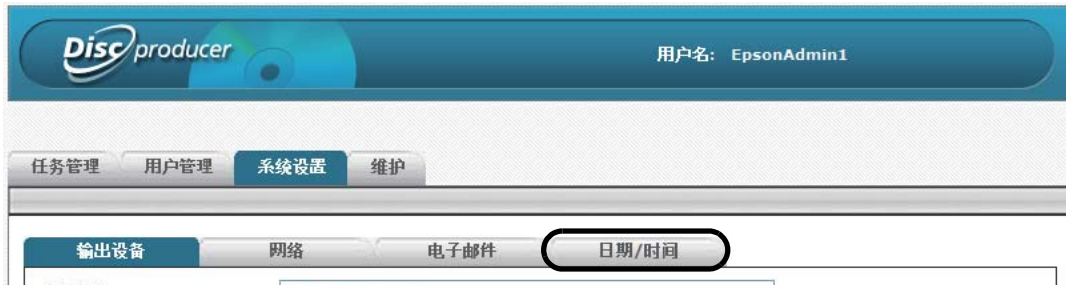 Disc producer
用户名: EpsonAdmin1
任务管理 用户管理 系统设置 维护
输出设备 网络 电子邮件 日期/时间